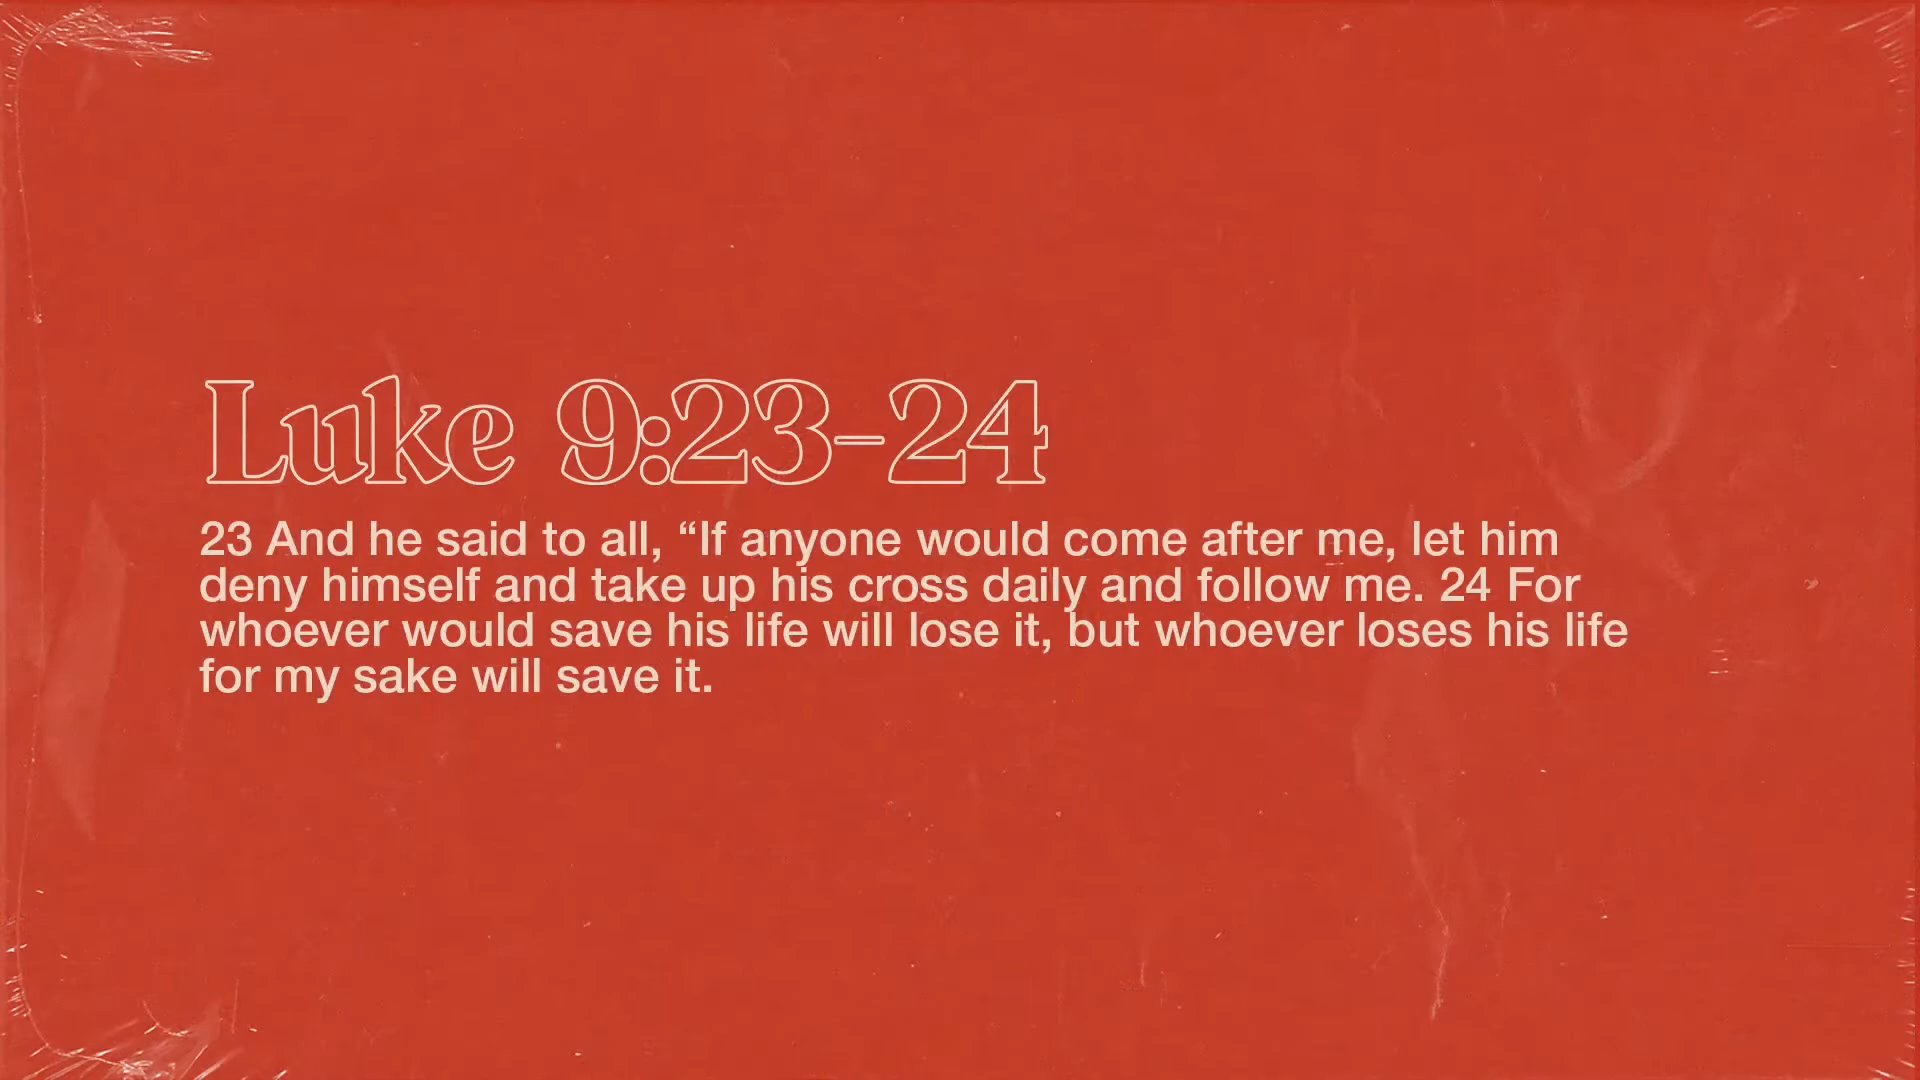 Luke 9:23-24
23 And he said to all, “If anyone would come after me, let him
deny himself and take up his cross daily and follow me. 24 For
whoever would save his life will lose it, but whoever loses his life
for my sake will save it.